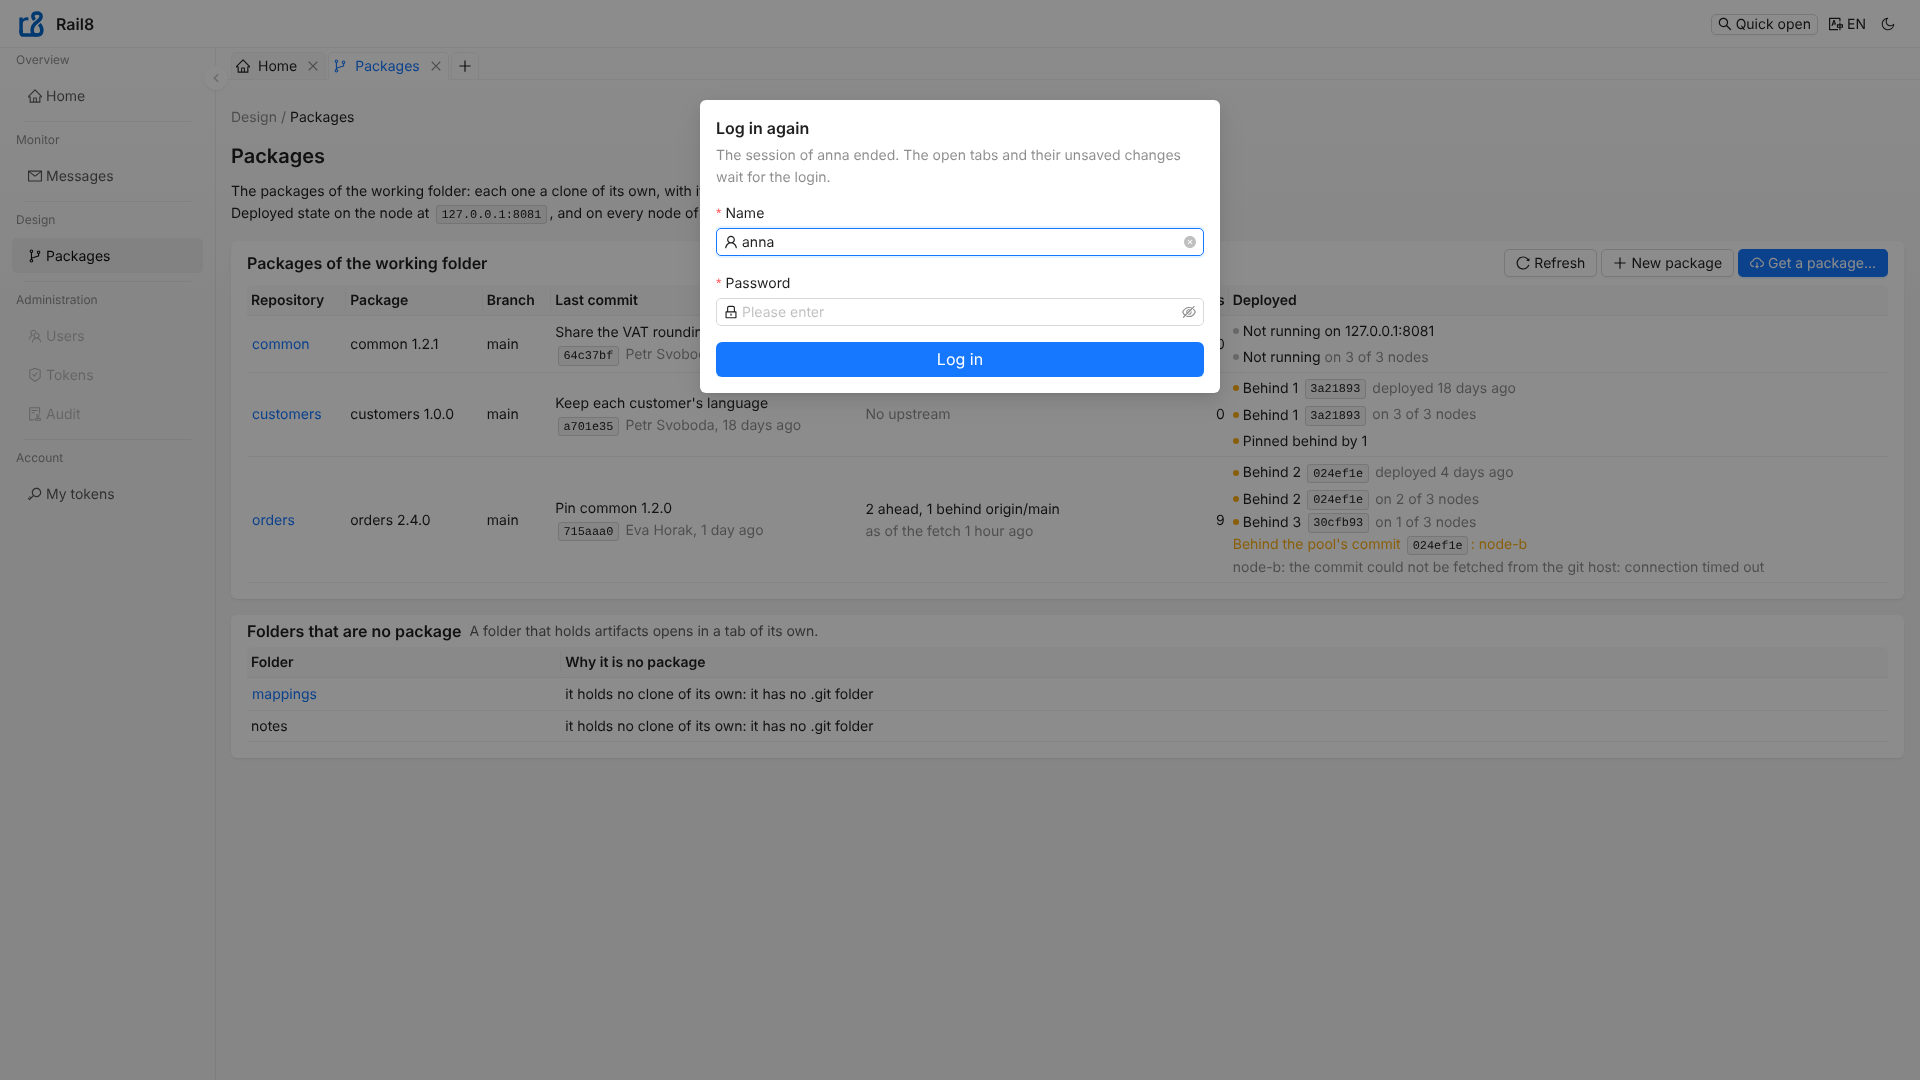 r8 Rail8
Quick open
EN
Overview
Home
Monitor
Messages
Design
Packages
Administration
Users
Tokens
Audit
Account
My tokens
Home
Packages
Design / Packages
Packages
The packages of the working folder: each one a clone of its own, with
Deployed state on the node at 127.0.0.1:8081, and on every node of
Log in again
The session of anna ended. The open tabs and their unsaved changes
wait for the login.
* Name
anna
* Password
Please enter
Log in
Packages of the working folder
Refresh
New package
Get a package...
Repository Package Branch Last commit Deployed
common common 1.2.1 main
Share the VAT
64c37bf Petr
Not running on 127.0.0.1:8081
Not running on 3 of 3 nodes
customers customers 1.0.0 main
Keep each customer's language
a701e35 Petr Svoboda, 18 days ago
No upstream
0
Behind 1 3a21893 deployed 18 days ago
Behind 1 3a21893 on 3 of 3 nodes
Pinned behind by 1
orders orders 2.4.0 main
Pin common 1.2.0
715aaa0 Eva Horak, 1 day ago
2 ahead, 1 behind origin/main
as of the fetch 1 hour ago
9
Behind 2 024ef1e deployed 4 days ago
Behind 2 024ef1e on 2 of 3 nodes
Behind 3 30cfb93 on 1 of 3 nodes
Behind the pool's commit 024ef1e: node-b
node-b: the commit could not be fetched from the git host: connection timed out
Folders that are no package A folder that holds artifacts opens in a tab of its own.
Folder Why it is no package
mappings it holds no clone of its own: it has no .git folder
notes it holds no clone of its own: it has no .git folder